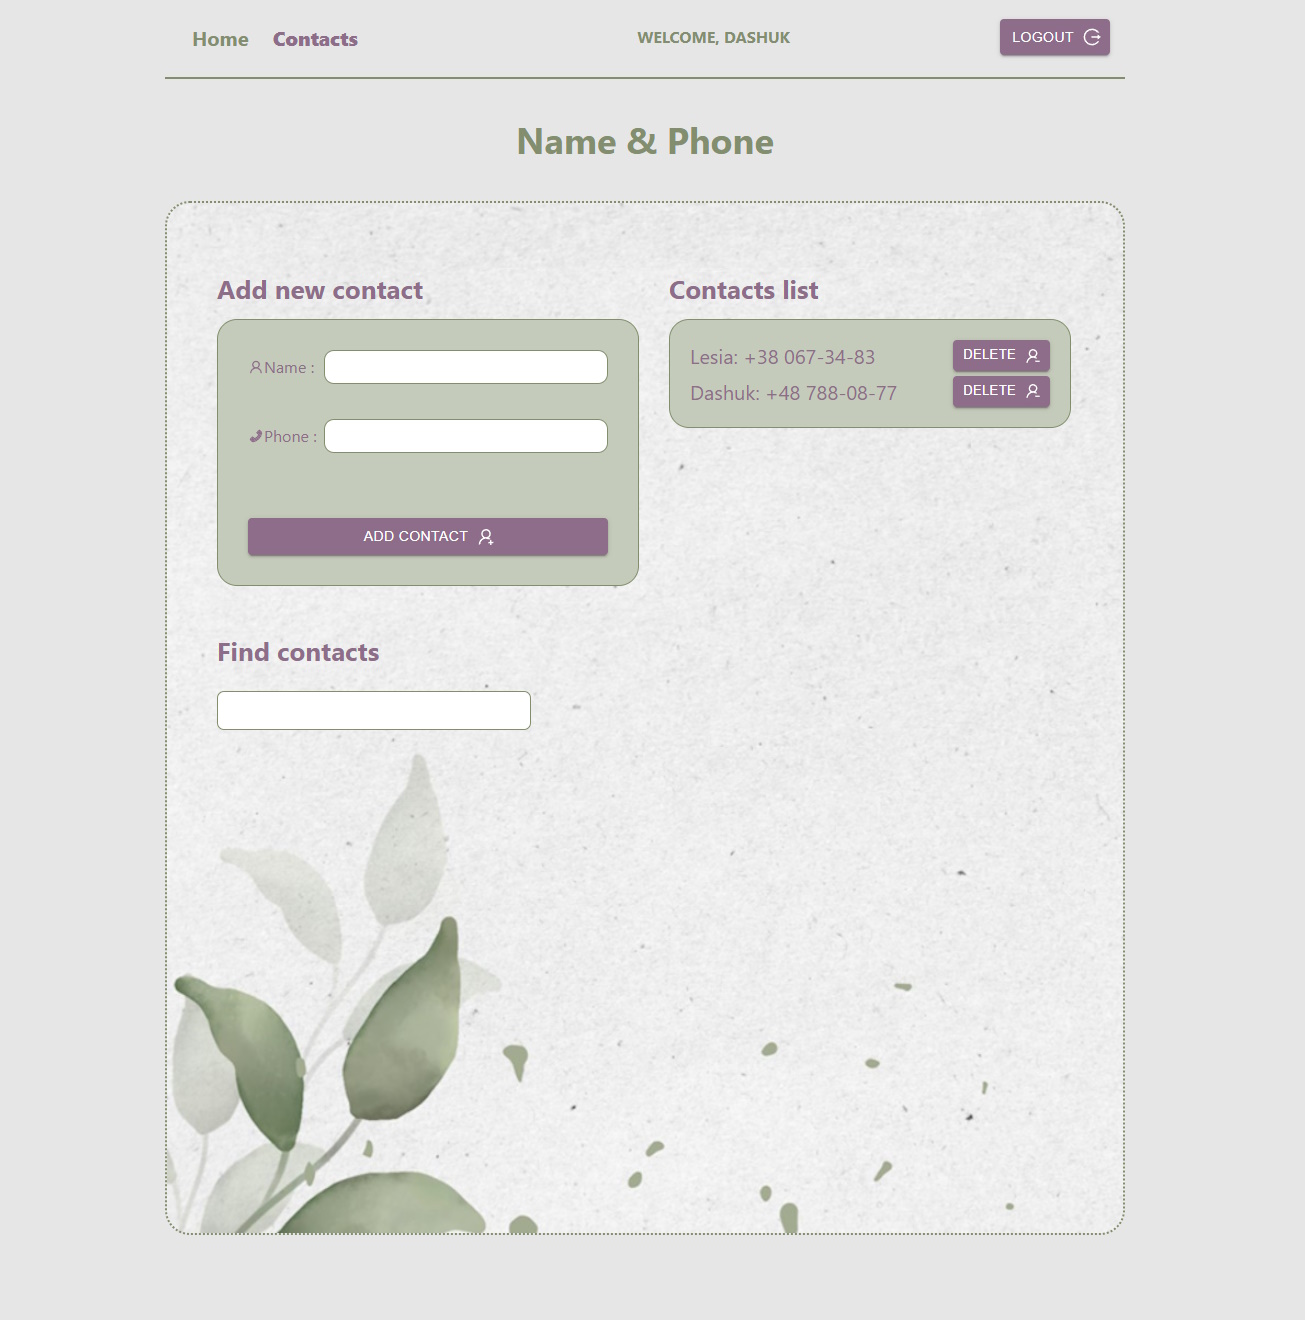 Home Contacts WELCOME, DASHUK LOGOUT
Name & Phone
Add new contact
Name :
Phone :
ADD CONTACT
Find contacts
Contacts list
Lesia: +38 067-34-83 DELETE
Dashuk: +48 788-08-77 DELETE